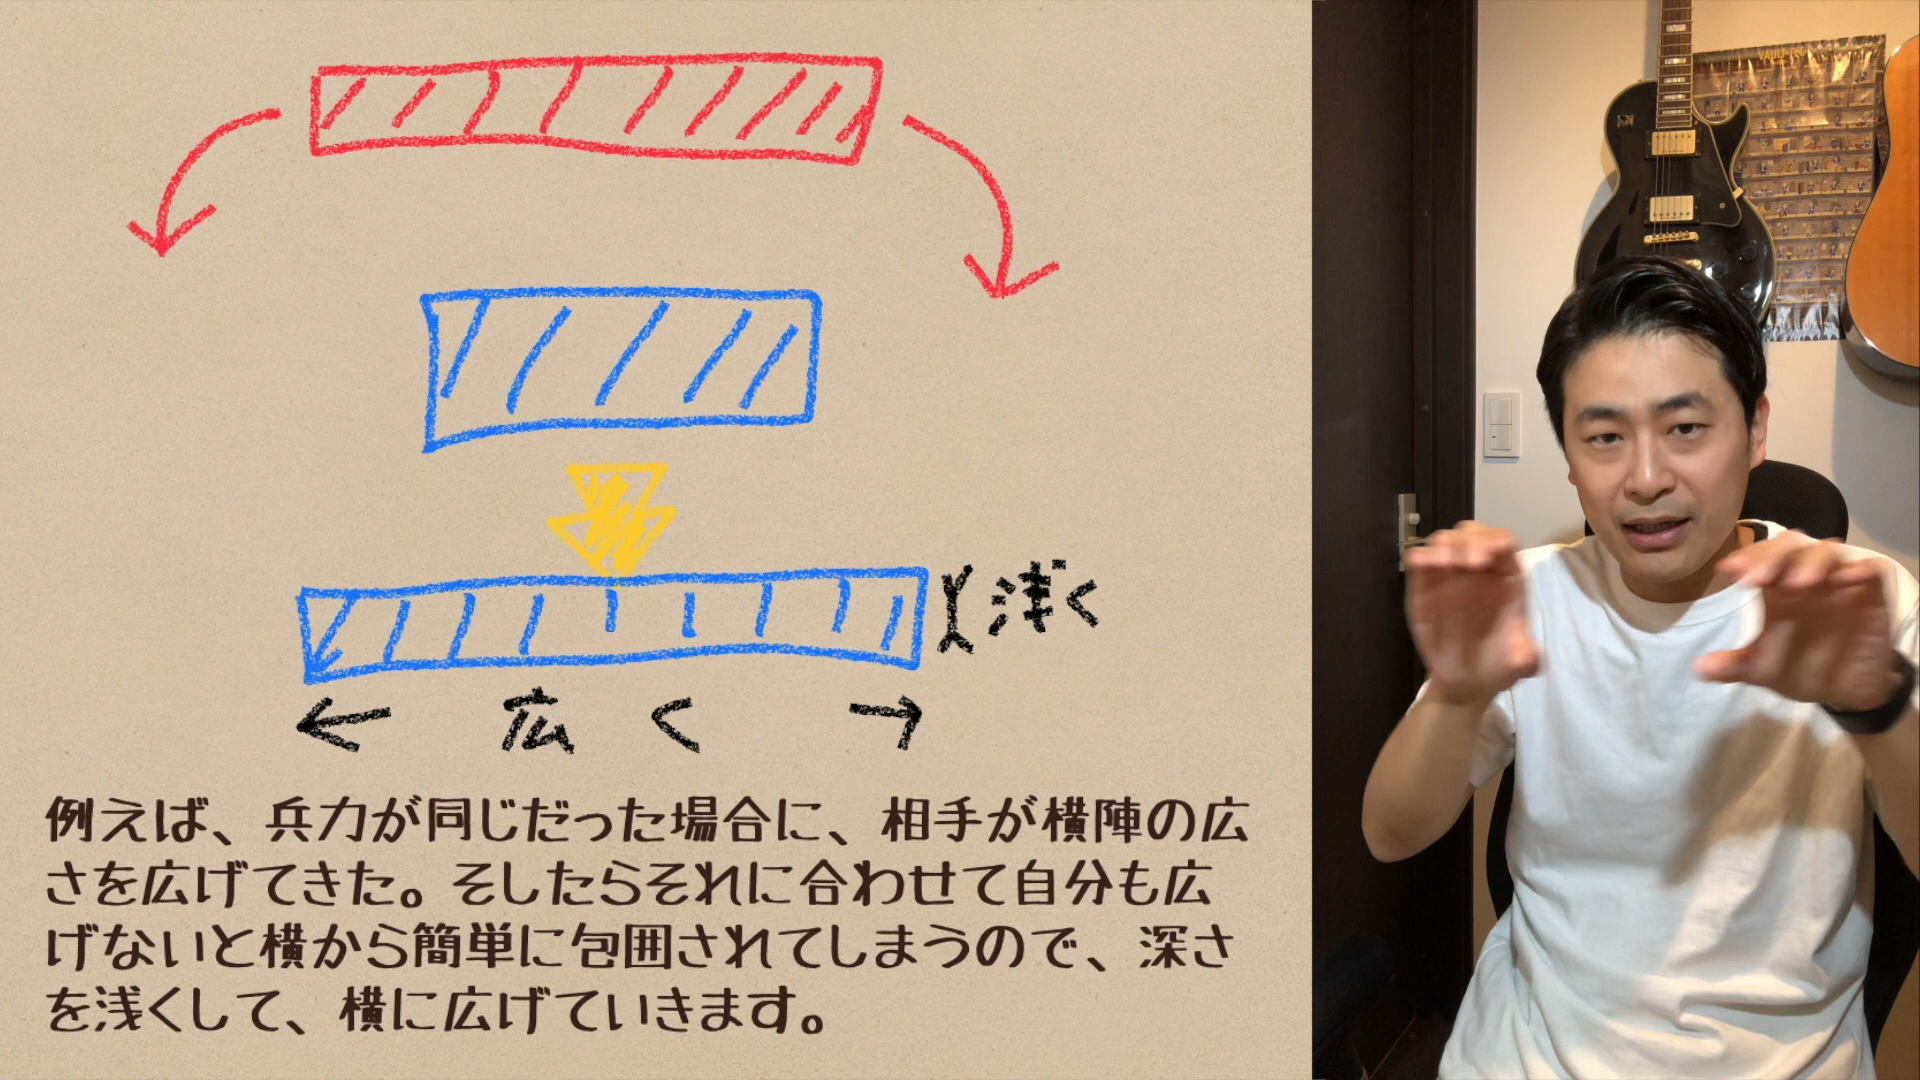 浅く
広く
例えば、兵力が同じだった場合に、相手が横陣の広
さを広げてきた。そしたらそれに合わせて自分も広
げないと横から簡単に包囲されてしまうので、深さ
を浅くして、横に広げていきます。